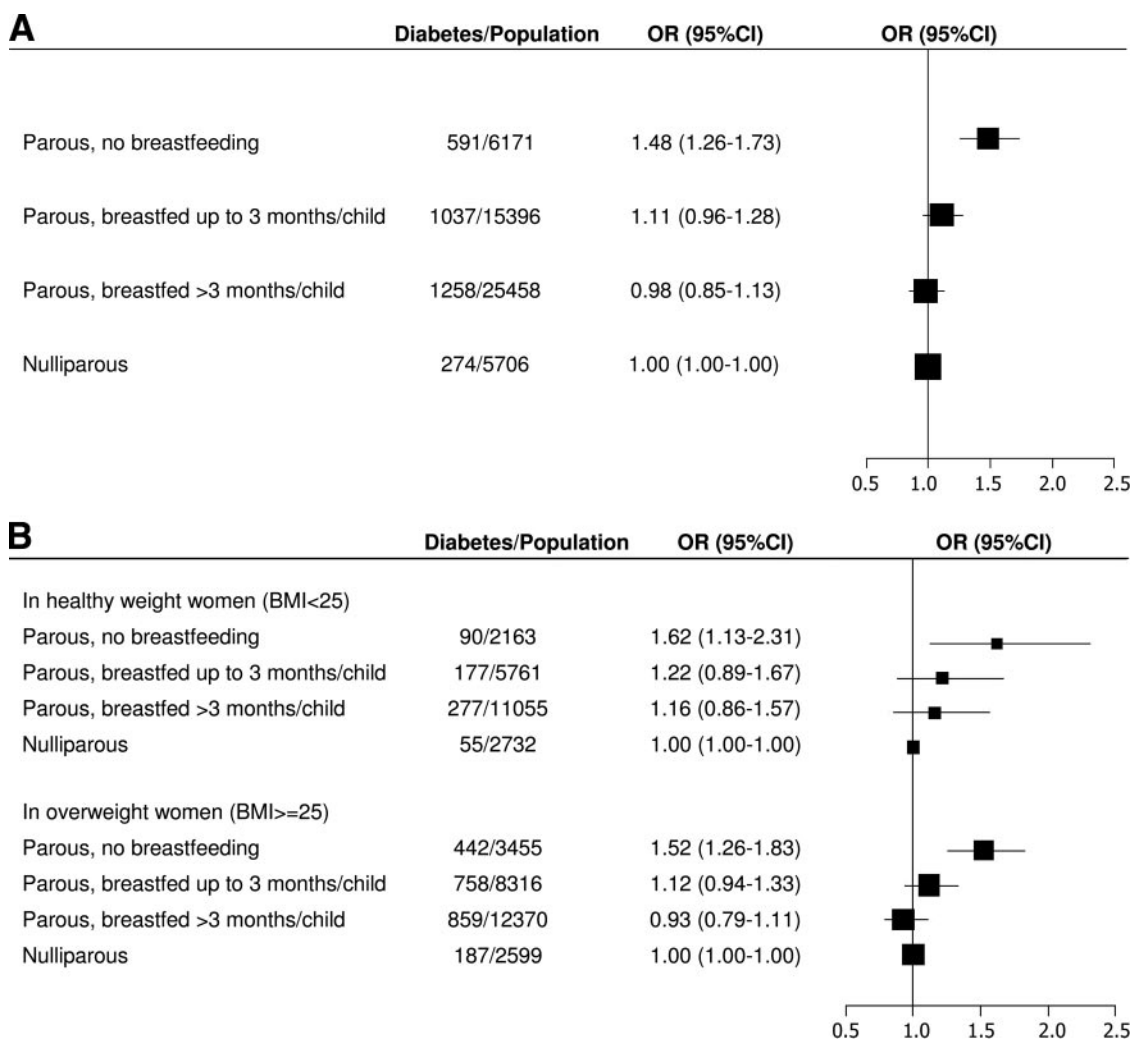 A
Diabetes/Population OR (95%CI) OR (95%CI)
Parous, no breastfeeding 591/6171 1.48 (1.26-1.73)
Parous, breastfed up to 3 months/child 1037/15396 1.11 (0.96-1.28)
Parous, breastfed >3 months/child 1258/25458 0.98 (0.85-1.13)
Nulliparous 274/5706 1.00 (1.00-1.00)
0.5 1.0 1.5 2.0 2.5
B
Diabetes/Population OR (95%CI) OR (95%CI)
In healthy weight women (BMI<25)
Parous, no breastfeeding 90/2163 1.62 (1.13-2.31)
Parous, breastfed up to 3 months/child 177/5761 1.22 (0.89-1.67)
Parous, breastfed >3 months/child 277/11055 1.16 (0.86-1.57)
Nulliparous 55/2732 1.00 (1.00-1.00)
In overweight women (BMI>=25)
Parous, no breastfeeding 442/3455 1.52 (1.26-1.83)
Parous, breastfed up to 3 months/child 758/8316 1.12 (0.94-1.33)
Parous, breastfed >3 months/child 859/12370 0.93 (0.79-1.11)
Nulliparous 187/2599 1.00 (1.00-1.00)
0.5 1.0 1.5 2.0 2.5